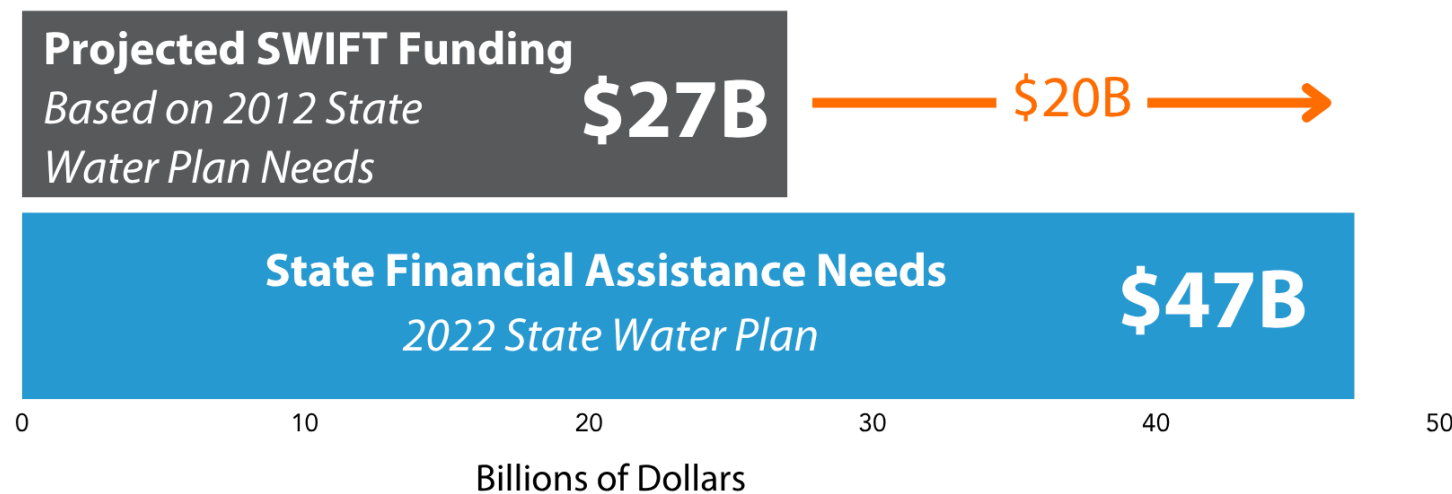 Projected SWIFT Funding
Based on 2012 State
Water Plan Needs
$27B
$20B
State Financial Assistance Needs
2022 State Water Plan
$47B
0 10 20 30 40 50
Billions of Dollars